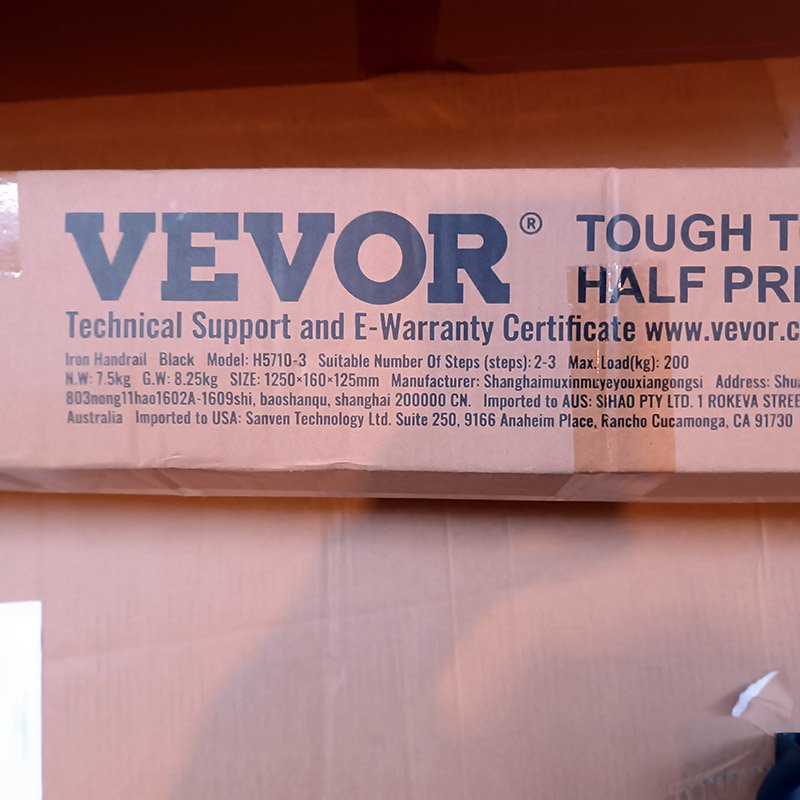 VEVOR®
TOUGH
HALF
Technical Support and E-Warranty Certificate www.vevor.c
Iron Handrail Black Model: H5710-3 Suitable Number Of Steps (steps): 2-3 Max. Load(kg): 200
N.W: 7.5kg G.W: 8.25kg SIZE: 1250×160×125mm Manufacturer: Shanghaimuxinmuyeyouxiangongsi Address:
803nong11hao1602A-1609shi, baoshanqu, shanghai 200000 CN. Imported to AUS: SIHAO PTY LTD. 1 ROKEVA
Australia Imported to USA: Sanven Technology Ltd. Suite 250, 9166 Anaheim Place, Rancho Cucamonga, CA 91730